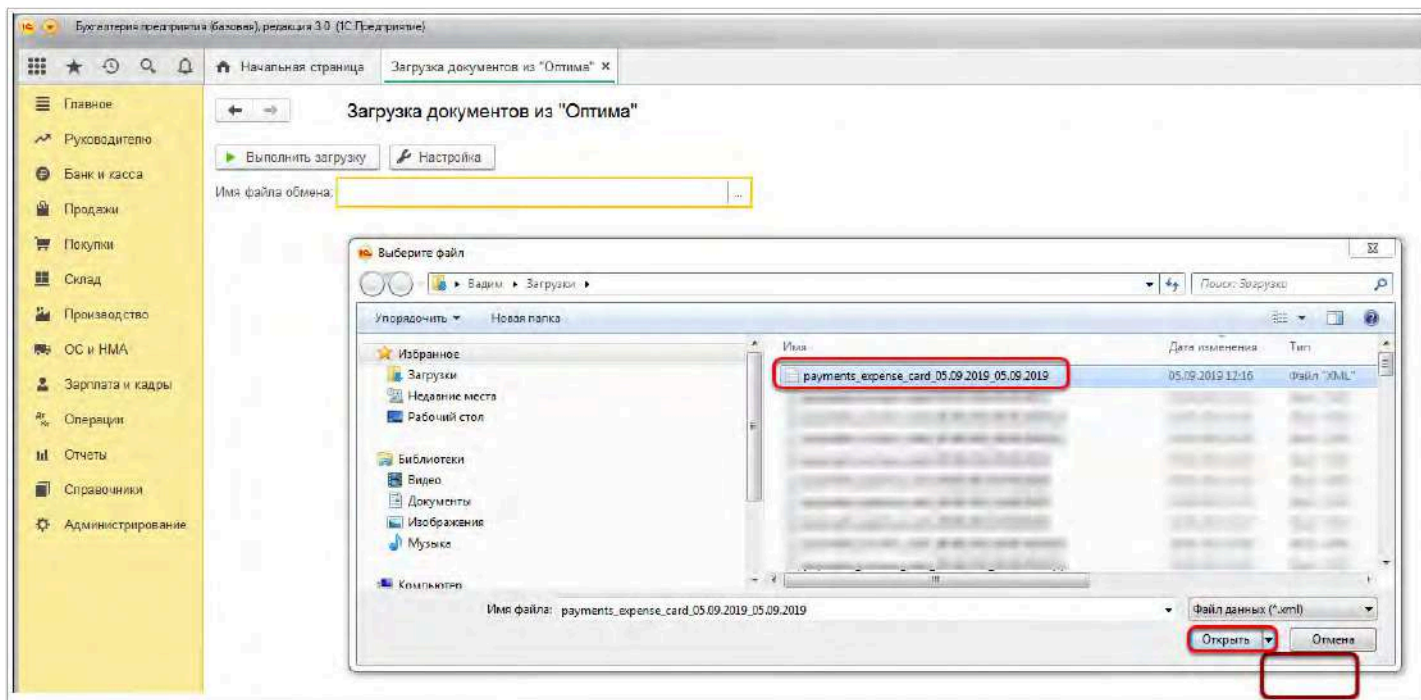 Бухгалтерия предприятия (базовая), редакция 3.0 (1С:Предприятие)
Начальная страница
Загрузка документов из "Оптима" ×
Главное
Руководителю
Банк и касса
Продажи
Покупки
Склад
Производство
ОС и НМА
Зарплата и кадры
Операции
Отчеты
Справочники
Администрирование
Загрузка документов из "Оптима"
Выполнить загрузку
Настройка
Имя файла обмена:
...
Выберите файл
Вадим ▸ Загрузки ▸
Поиск: Загрузки
Упорядочить
Новая папка
Избранное
Загрузки
Недавние места
Рабочий стол
Библиотеки
Видео
Документы
Изображения
Музыка
Компьютер
Имя
Дата изменения
Тип
payments_expense_card_05.09.2019_05.09.2019
05.09.2019 12:16
Файл "XML"
Имя файла: payments_expense_card_05.09.2019_05.09.2019
Файл данных (*.xml)
Открыть
Отмена